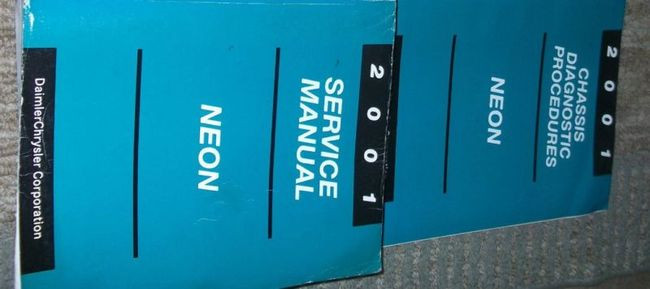 2001
SERVICE
MANUAL
NEON
DaimlerChrysler Corporation
2001
CHASSIS
DIAGNOSTIC
PROCEDURES
NEON